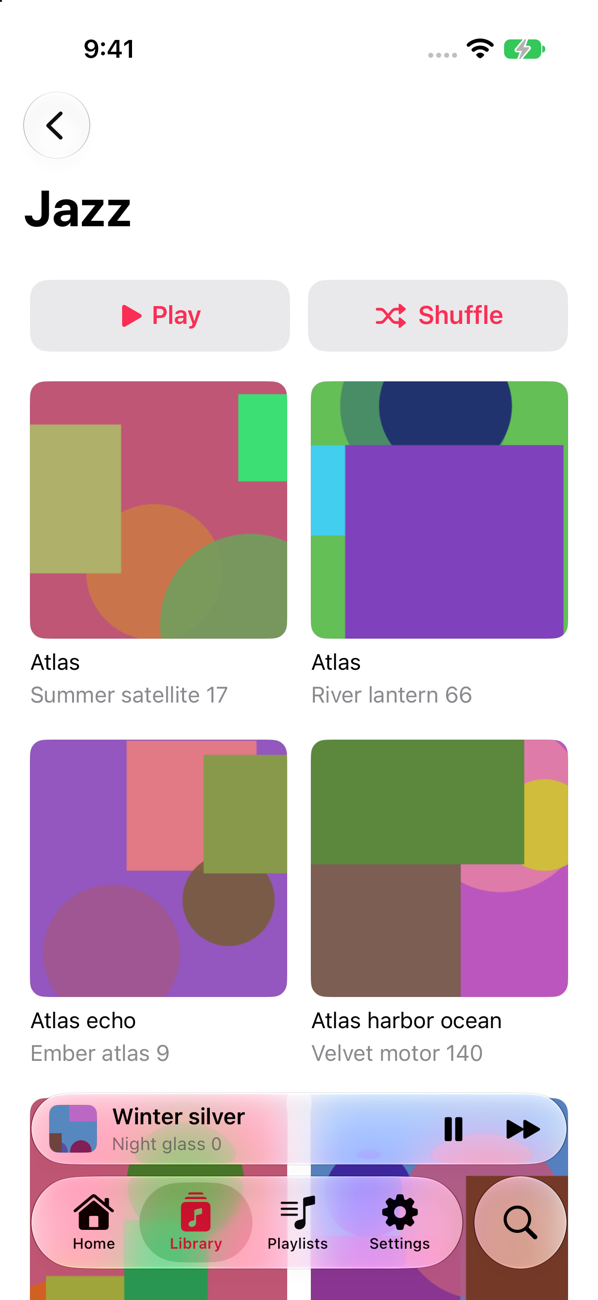 9:41
Jazz
Play
Shuffle
Atlas
Summer satellite 17
Atlas
River lantern 66
Atlas echo
Ember atlas 9
Atlas harbor ocean
Velvet motor 140
Winter silver
Night glass 0
Home
Library
Playlists
Settings